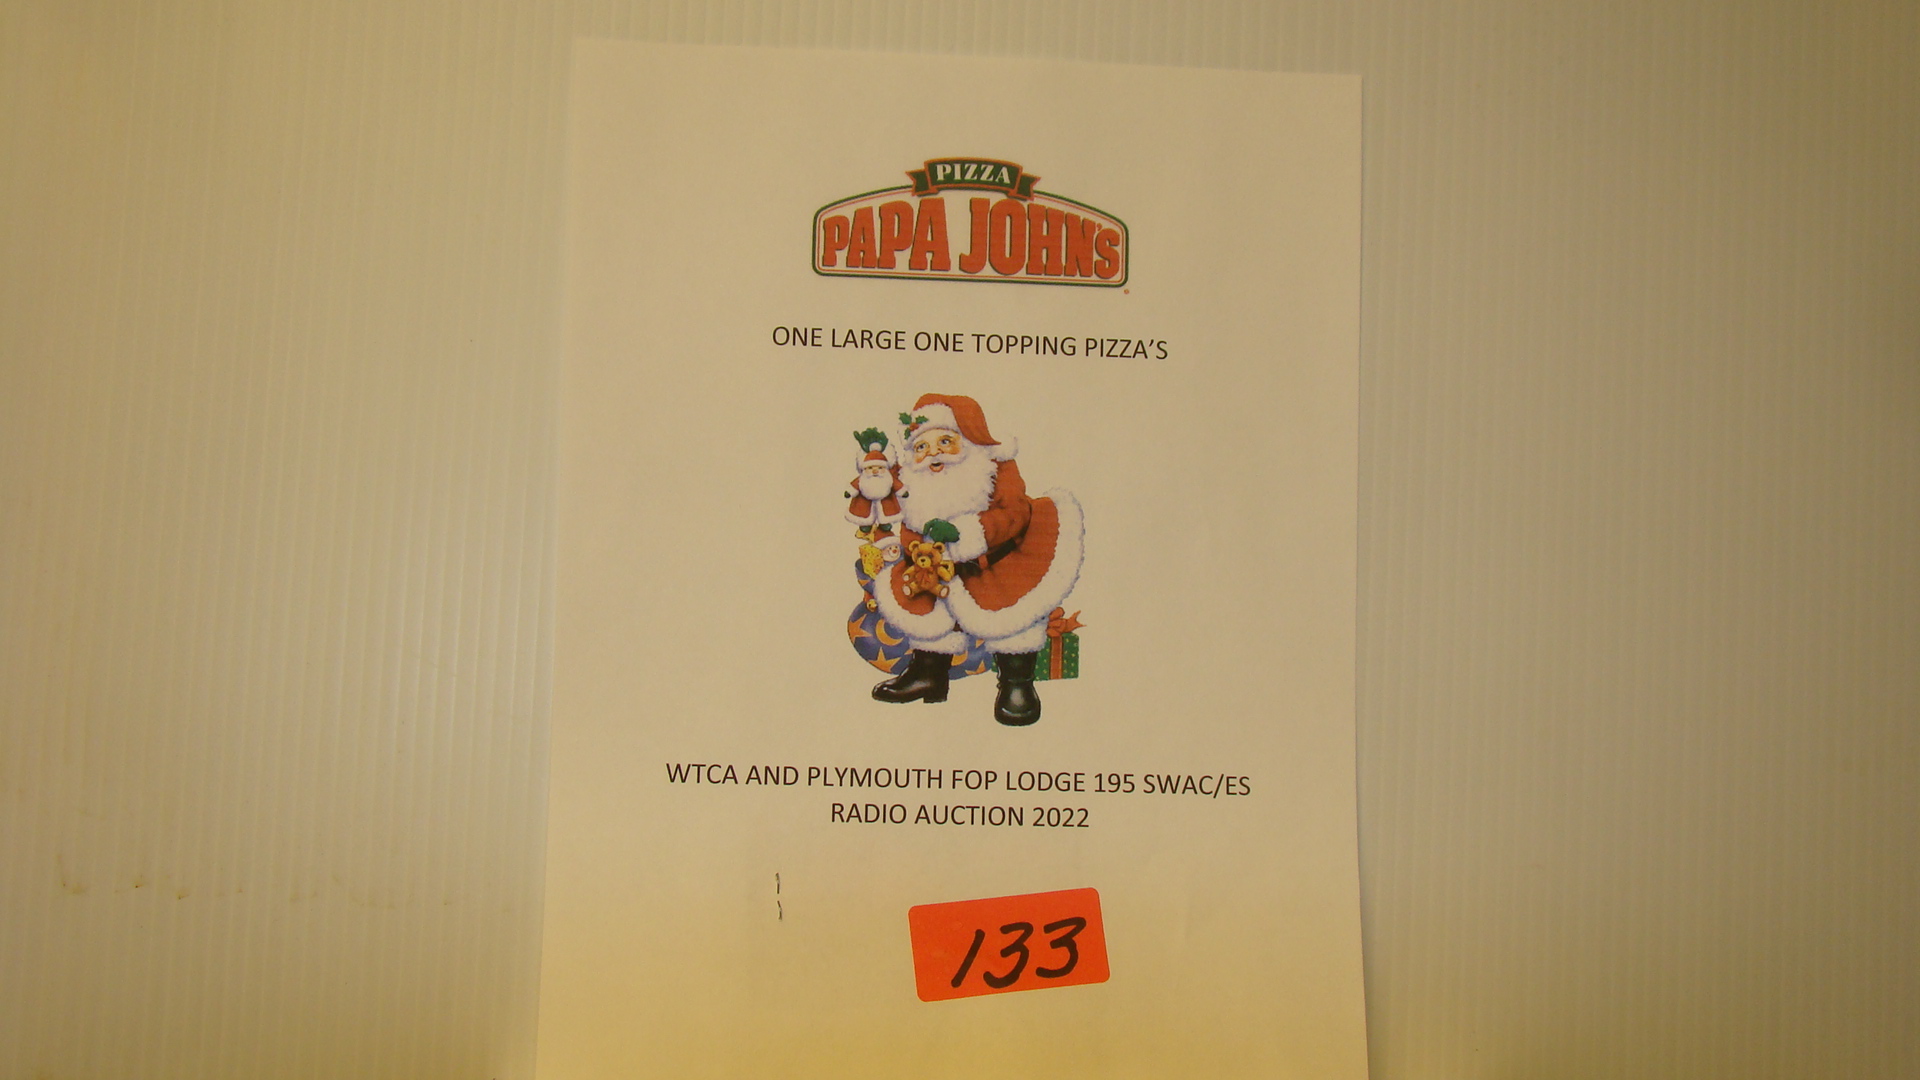 PIZZA
PAPA JOHN'S
ONE LARGE ONE TOPPING PIZZA’S
WTCA AND PLYMOUTH FOP LODGE 195 SWAC/ES
RADIO AUCTION 2022
133